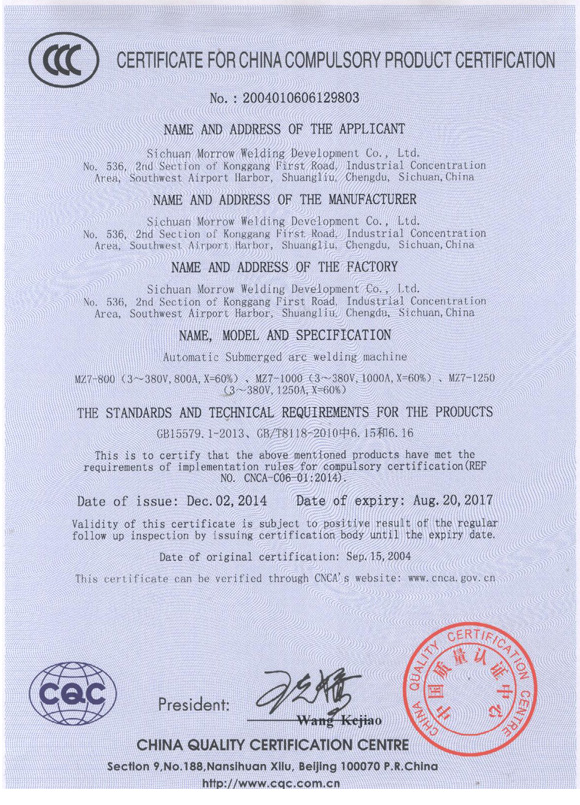 CCC
CERTIFICATE FOR CHINA COMPULSORY PRODUCT CERTIFICATION
No. : 2004010606129803
NAME AND ADDRESS OF THE APPLICANT
Sichuan Morrow Welding Development Co., Ltd.
No. 536, 2nd Section of Konggang First Road, Industrial Concentration
Area, Southwest Airport Harbor, Shuangliu, Chengdu, Sichuan,China
NAME AND ADDRESS OF THE MANUFACTURER
Sichuan Morrow Welding Development Co., Ltd.
No. 536, 2nd Section of Konggang First Road, Industrial Concentration
Area, Southwest Airport Harbor, Shuangliu, Chengdu, Sichuan,China
NAME AND ADDRESS OF THE FACTORY
Sichuan Morrow Welding Development Co., Ltd.
No. 536, 2nd Section of Konggang First Road, Industrial Concentration
Area, Southwest Airport Harbor, Shuangliu, Chengdu, Sichuan,China
NAME, MODEL AND SPECIFICATION
Automatic Submerged arc welding machine
MZ7-800（3～380V,800A,X=60%）、MZ7-1000（3～380V,1000A,X=60%）、MZ7-1250
（3～380V,1250A,X=60%）
THE STANDARDS AND TECHNICAL REQUIREMENTS FOR THE PRODUCTS
GB15579.1-2013、GB/T8118-2010中6.15和6.16
This is to certify that the above mentioned products have met the
requirements of implementation rules for compulsory certification(REF
NO. CNCA-C06-01:2014).
Date of issue: Dec.02,2014 Date of expiry: Aug.20,2017
Validity of this certificate is subject to positive result of the regular
follow up inspection by issuing certification body until the expiry date.
Date of original certification: Sep.15,2004
This certificate can be verified through CNCA's website: www.cnca.gov.cn
CHINA QUALITY CERTIFICATION CENTRE
中国质量认证中心
CQC
President:
Wang Kejiao
CHINA QUALITY CERTIFICATION CENTRE
Section 9,No.188,Nansihuan Xilu, Beijing 100070 P.R.China
http://www.cqc.com.cn